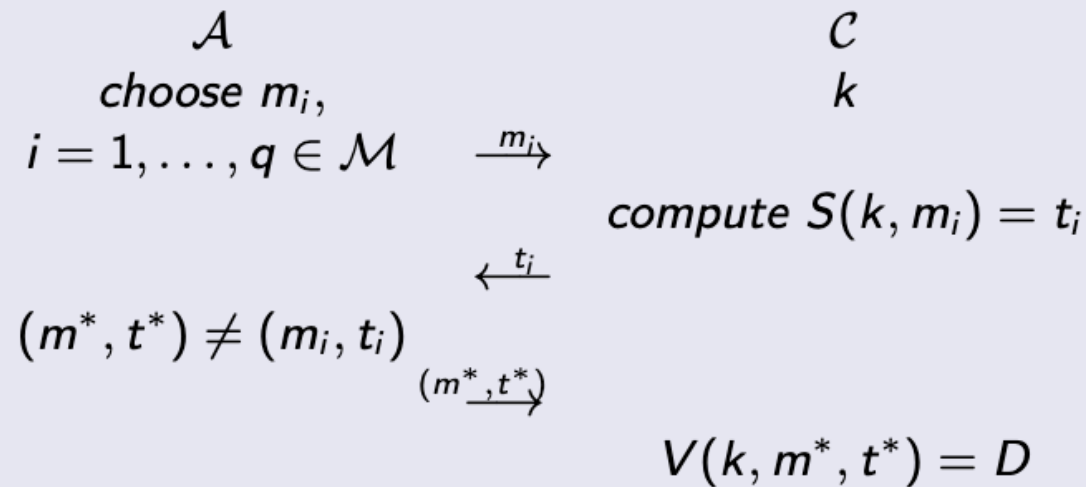 𝒜 𝒞
choose mᵢ, k
i = 1, . . . , q ∈ ℳ mᵢ⟶
compute S(k, mᵢ) = tᵢ
tᵢ⟵
(m*, t*) ≠ (mᵢ, tᵢ)
(m*, t*)⟶
V(k, m*, t*) = D